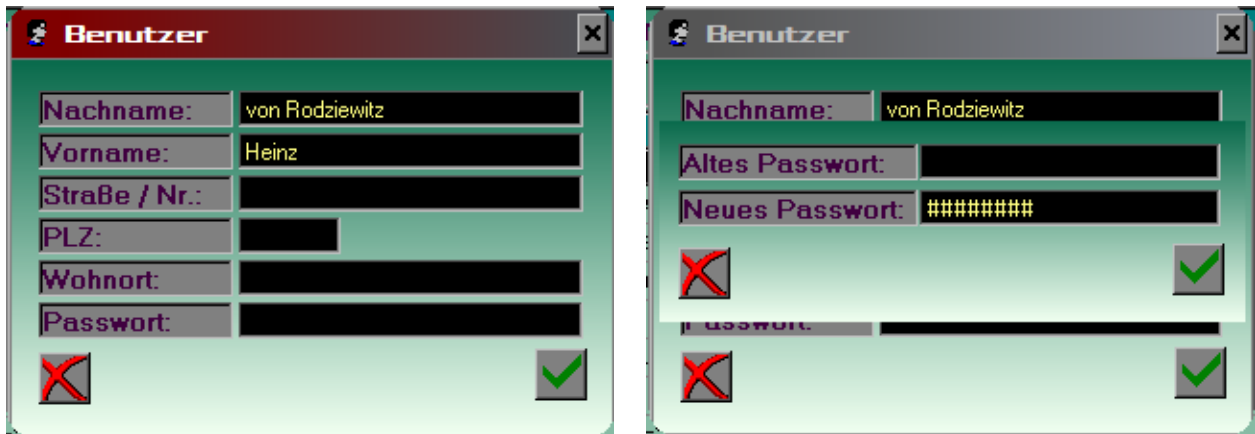 Benutzer
Nachname: von Rodziewitz
Vorname: Heinz
Straße / Nr.:
PLZ:
Wohnort:
Passwort:
Benutzer
Nachname: von Rodziewitz
Altes Passwort:
Neues Passwort: ########
Passwort: